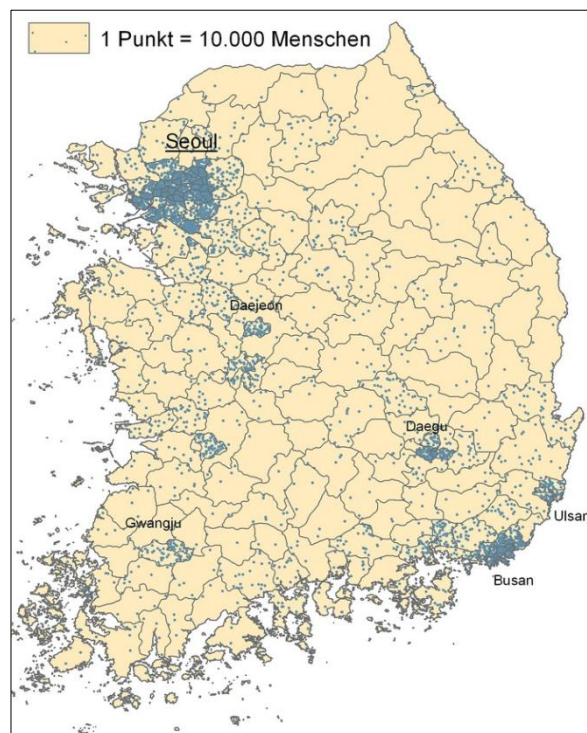 1 Punkt = 10.000 Menschen
Seoul
Daejeon
Daegu
Ulsan
Gwangju
Busan